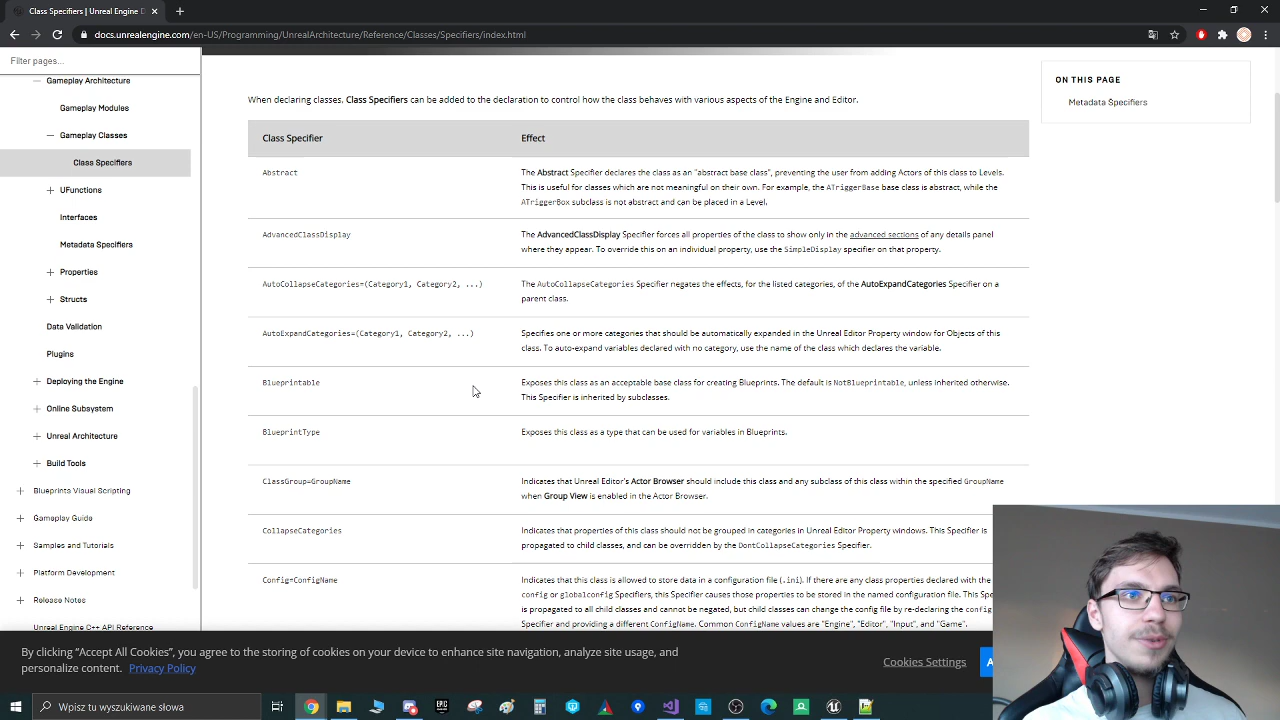 Class Specifiers | Unreal Engine D
docs.unrealengine.com/en-US/Programming/UnrealArchitecture/Reference/Classes/Specifiers/index.html
Filter pages...
Gameplay Architecture
Gameplay Modules
Gameplay Classes
Class Specifiers
UFunctions
Interfaces
Metadata Specifiers
Properties
Structs
Data Validation
Plugins
Deploying the Engine
Online Subsystem
Unreal Architecture
Build Tools
Blueprints Visual Scripting
Gameplay Guide
Samples and Tutorials
Platform Development
Release Notes
Unreal Engine C++ API Reference
When declaring classes, Class Specifiers can be added to the declaration to control how the class behaves with various aspects of the Engine and Editor.
Class Specifier Effect
Abstract The Abstract Specifier declares the class as an "abstract base class", preventing the user from adding Actors of this class to Levels.
This is useful for classes which are not meaningful on their own. For example, the ATriggerBase base class is abstract, while the
ATriggerBox subclass is not abstract and can be placed in a Level.
AdvancedClassDisplay The AdvancedClassDisplay Specifier forces all properties of the class to show only in the advanced sections of any details panel
where they appear. To override this on an individual property, use the SimpleDisplay specifier on that property.
AutoCollapseCategories=(Category1, Category2, ...) The AutoCollapseCategories Specifier negates the effects, for the listed categories, of the AutoExpandCategories Specifier on a
parent class.
AutoExpandCategories=(Category1, Category2, ...) Specifies one or more categories that should be automatically expanded in the Unreal Editor Property window for Objects of this
class. To auto-expand variables declared with no category, use the name of the class which declares the variable.
Blueprintable Exposes this class as an acceptable base class for creating Blueprints. The default is NotBlueprintable, unless inherited otherwise.
This Specifier is inherited by subclasses.
BlueprintType Exposes this class as a type that can be used for variables in Blueprints.
ClassGroup=GroupName Indicates that Unreal Editor's Actor Browser should include this class and any subclass of this class within the specified GroupName
when Group View is enabled in the Actor Browser.
CollapseCategories Indicates that properties of this class should not be grouped in categories in Unreal Editor Property windows. This Specifier is
propagated to child classes, and can be overridden by the DontCollapseCategories Specifier.
Config=ConfigName Indicates that this class is allowed to store data in a configuration file (.ini). If there are any class properties declared with the
config or globalconfig Specifiers, this Specifier causes those properties to be stored in the named configuration file. This Spe
is propagated to all child classes and cannot be negated, but child classes can change the config file by re-declaring the config
Specifier and providing a different ConfigName. Common ConfigName values are "Engine", "Editor", "Input", and "Game".
ON THIS PAGE
Metadata Specifiers
By clicking "Accept All Cookies", you agree to the storing of cookies on your device to enhance site navigation, analyze site usage, and
personalize content. Privacy Policy
Cookies Settings
A
Wpisz tu wyszukiwane słowa